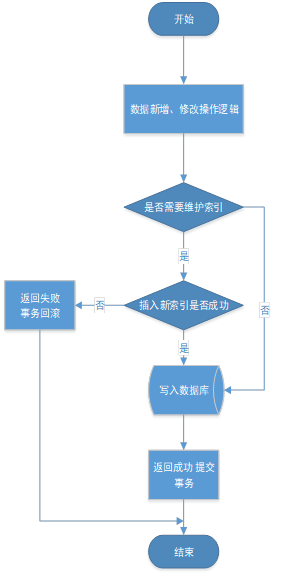 开始
数据新增、修改操作逻辑
是否需要维护索引
是
否
插入新索引是否成功
否
返回失败
事务回滚
是
写入数据库
返回成功 提交
事务
结束